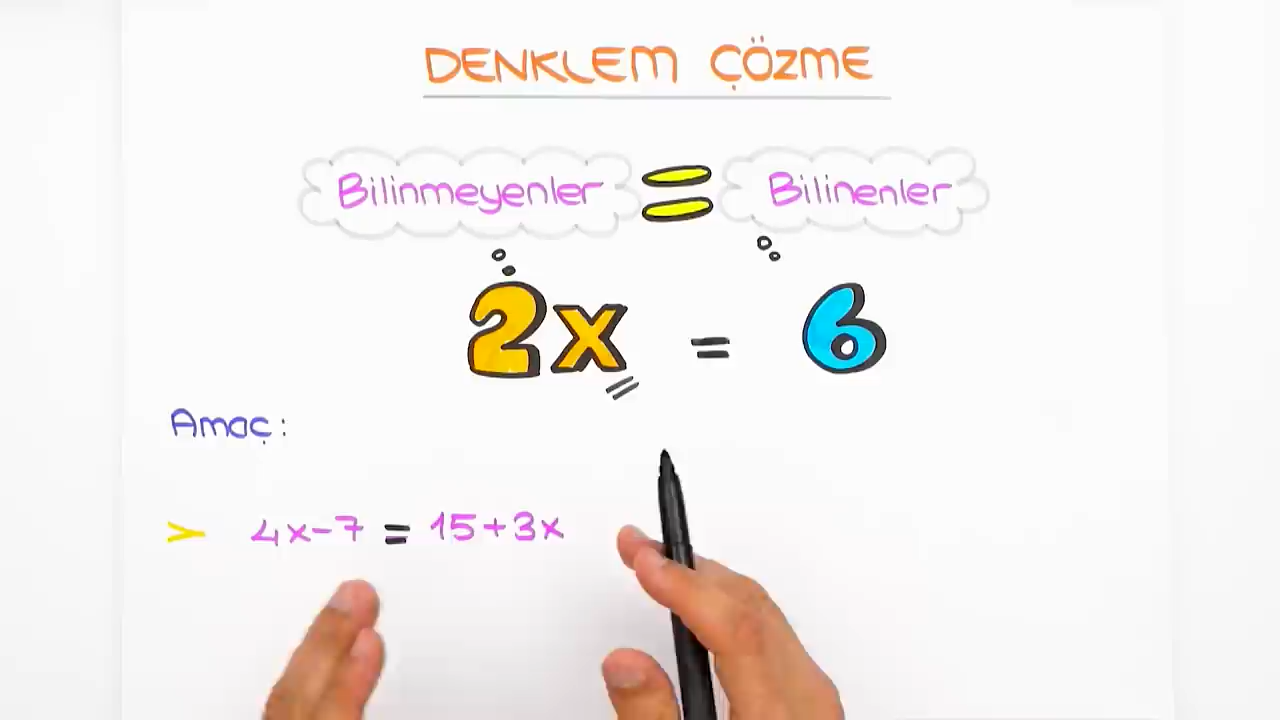 DENKLEM ÇÖZME
Bilinmeyenler = Bilinenler
2x = 6
Amaç:
> 4x-7 = 15+3x